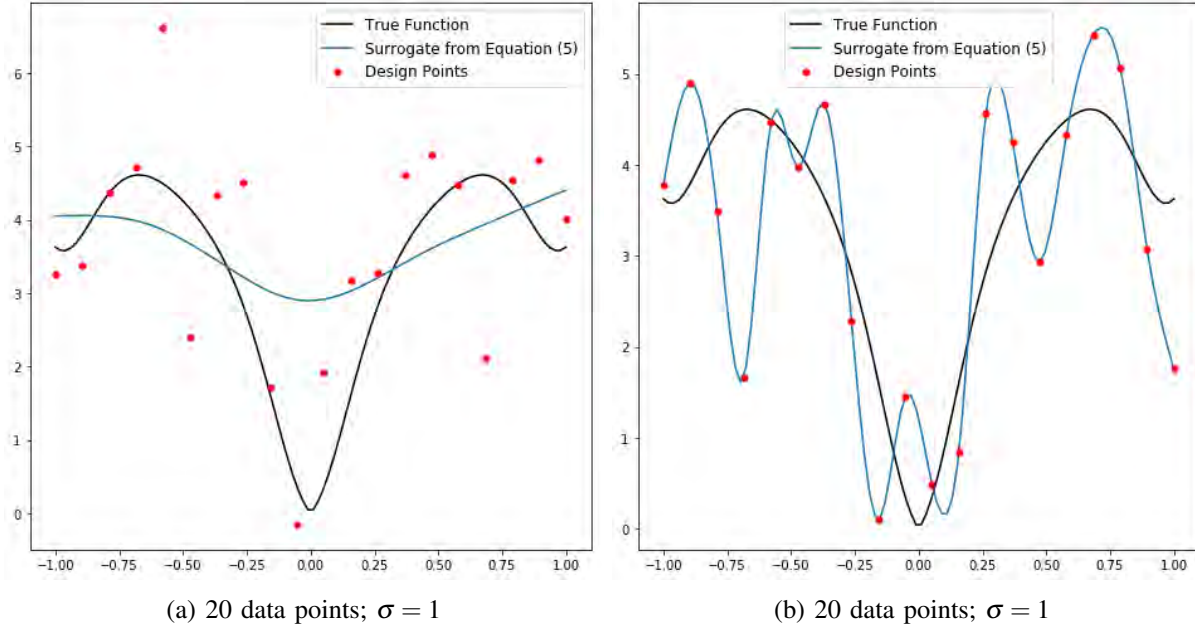 True Function
Surrogate from Equation (5)
Design Points
6
5
4
3
2
1
0
−1.00 −0.75 −0.50 −0.25 0.00 0.25 0.50 0.75 1.00
(a) 20 data points; σ = 1
True Function
Surrogate from Equation (5)
Design Points
5
4
3
2
1
0
−1.00 −0.75 −0.50 −0.25 0.00 0.25 0.50 0.75 1.00
(b) 20 data points; σ = 1